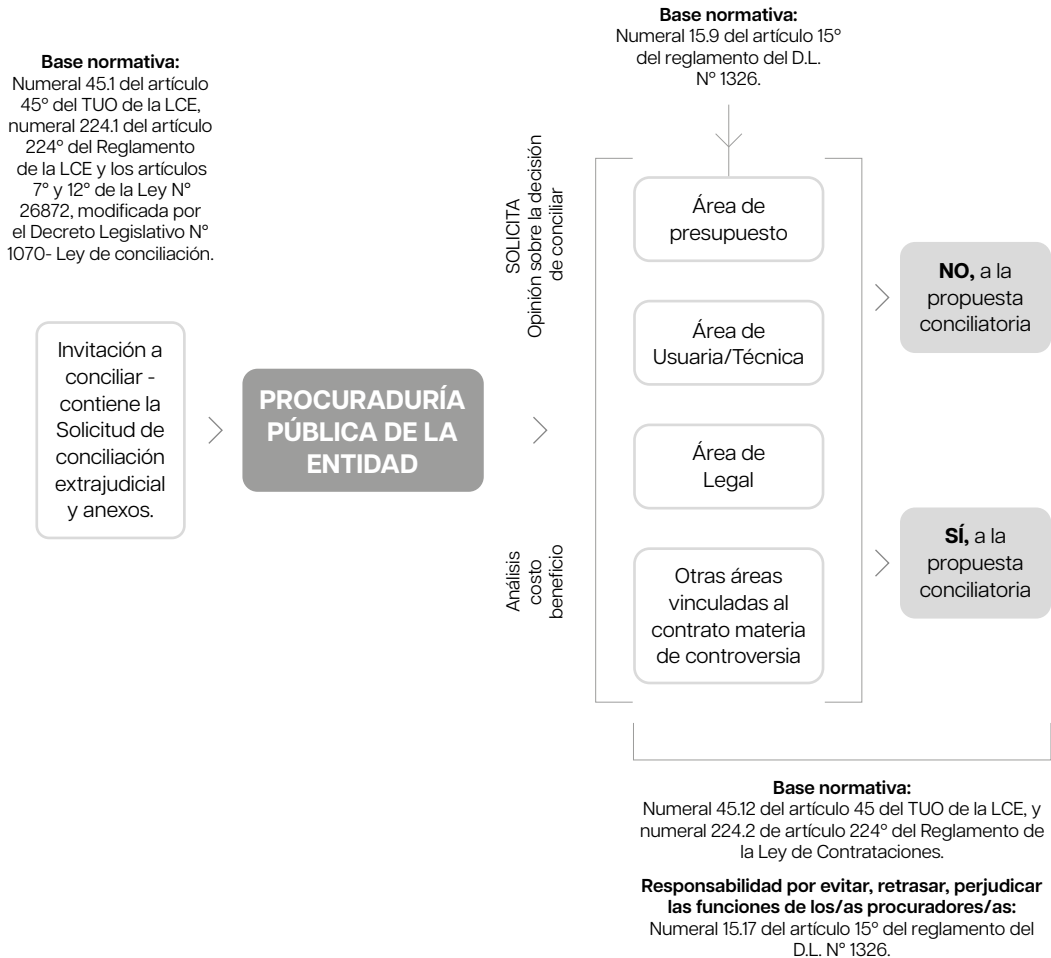 Base normativa:
Numeral 45.1 del artículo
45° del TUO de la LCE,
numeral 224.1 del artículo
224° del Reglamento
de la LCE y los artículos
7° y 12° de la Ley N°
26872, modificada por
el Decreto Legislativo N°
1070- Ley de conciliación.
Invitación a
conciliar -
contiene la
Solicitud de
conciliación
extrajudicial
y anexos.
PROCURADURÍA
PÚBLICA DE LA
ENTIDAD
SOLICITA
Opinión sobre la decisión
de conciliar
Análisis
costo
beneficio
Base normativa:
Numeral 15.9 del artículo 15°
del reglamento del D.L.
N° 1326.
Área de
presupuesto
Área de
Usuaria/Técnica
Área de
Legal
Otras áreas
vinculadas al
contrato materia
de controversia
NO, a la
propuesta
conciliatoria
SÍ, a la
propuesta
conciliatoria
Base normativa:
Numeral 45.12 del artículo 45 del TUO de la LCE, y
numeral 224.2 de artículo 224° del Reglamento de
la Ley de Contrataciones.
Responsabilidad por evitar, retrasar, perjudicar
las funciones de los/as procuradores/as:
Numeral 15.17 del artículo 15° del reglamento del
D.L. N° 1326.